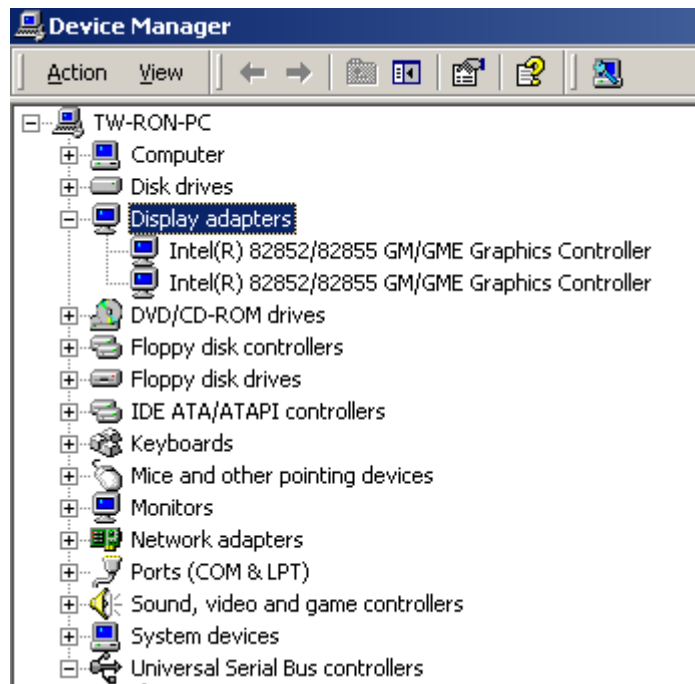 Device Manager
Action View
TW-RON-PC
Computer
Disk drives
Display adapters
Intel(R) 82852/82855 GM/GME Graphics Controller
Intel(R) 82852/82855 GM/GME Graphics Controller
DVD/CD-ROM drives
Floppy disk controllers
Floppy disk drives
IDE ATA/ATAPI controllers
Keyboards
Mice and other pointing devices
Monitors
Network adapters
Ports (COM & LPT)
Sound, video and game controllers
System devices
Universal Serial Bus controllers